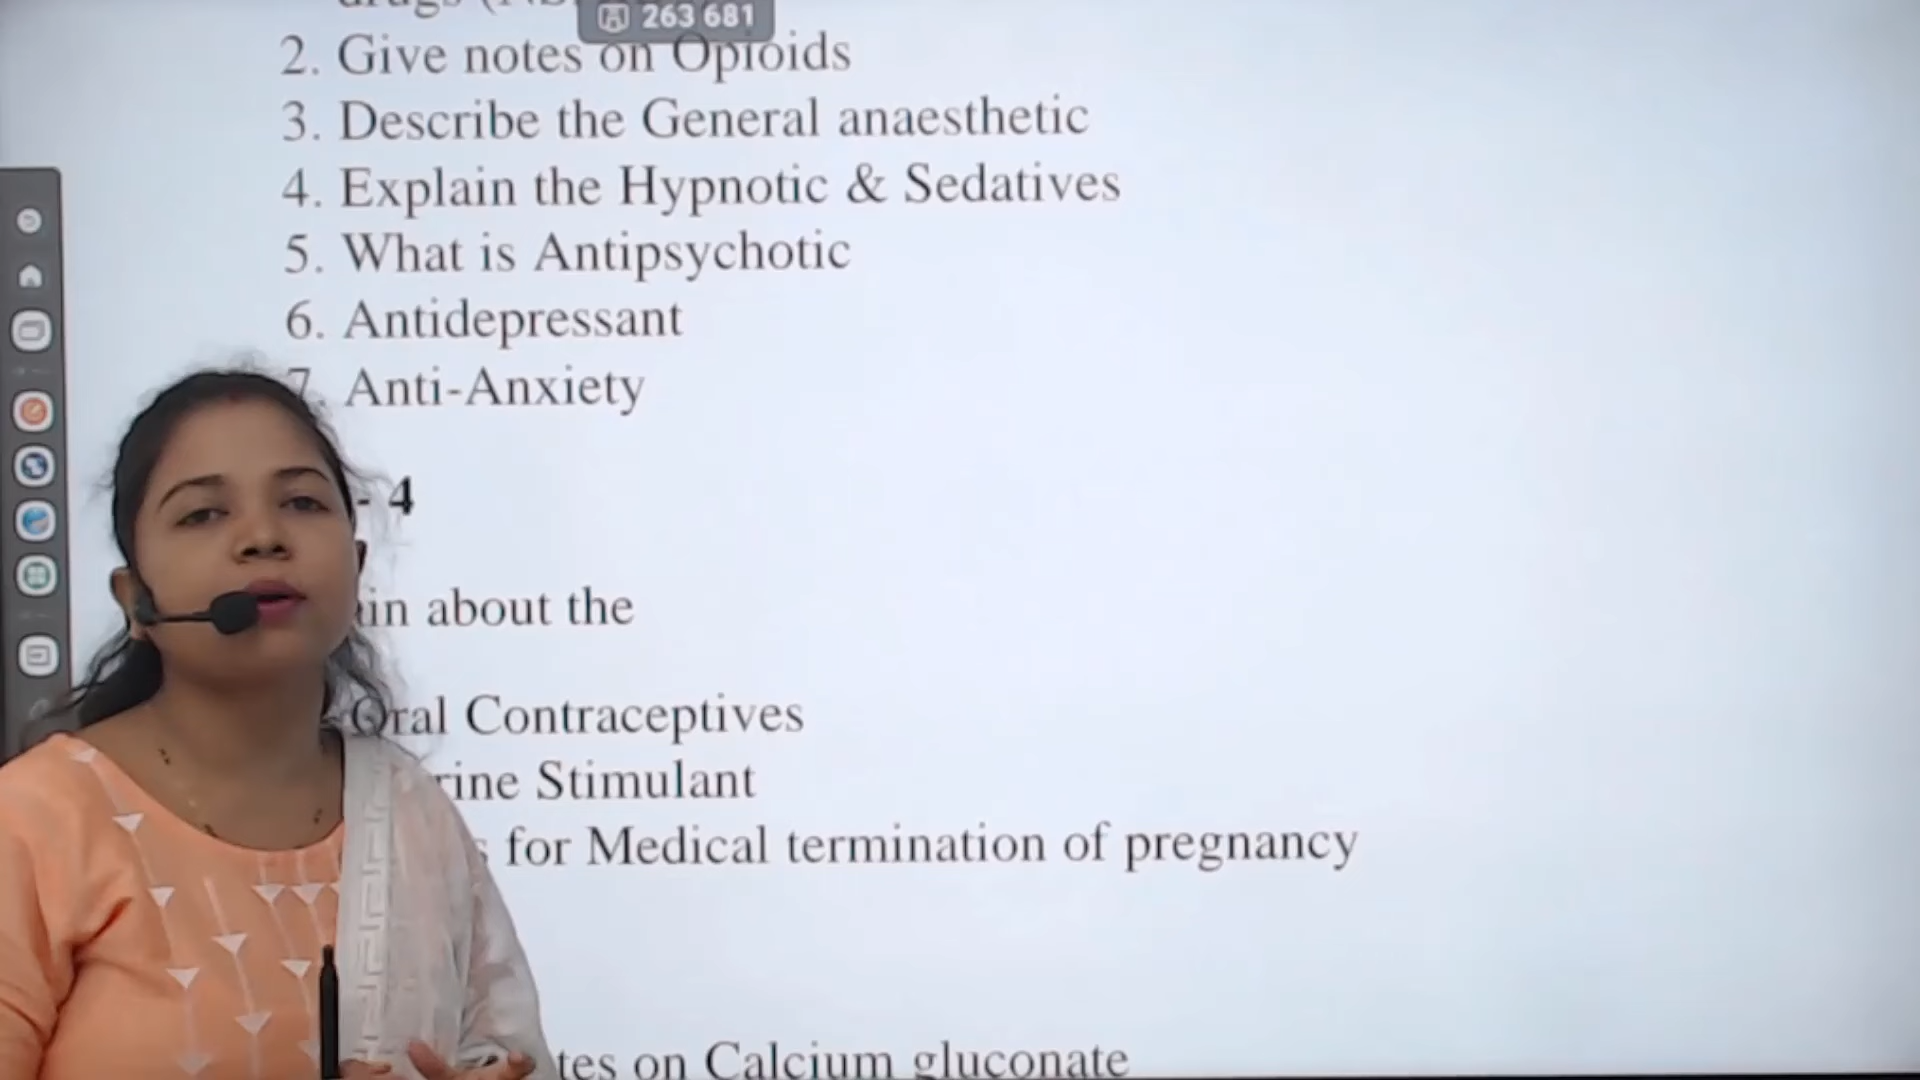 263 681
2. Give notes on Opioids
3. Describe the General anaesthetic
4. Explain the Hypnotic & Sedatives
5. What is Antipsychotic
6. Antidepressant
7. Anti-Anxiety
- 4
about the
Oral Contraceptives
Stimulant
for Medical termination of pregnancy
on Calcium gluconate